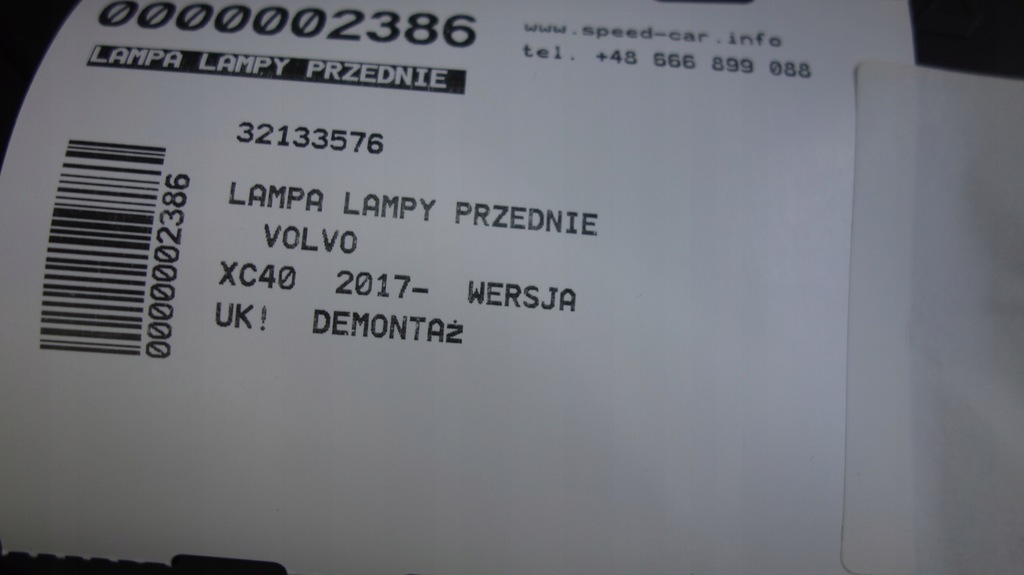 0000002386
www.speed-car.info
LAMPA LAMPY PRZEDNIE
tel. +48 666 899 088
32133576
LAMPA LAMPY PRZEDNIE
VOLVO
XC40 2017- WERSJA
UK! DEMONTAż
0000002386